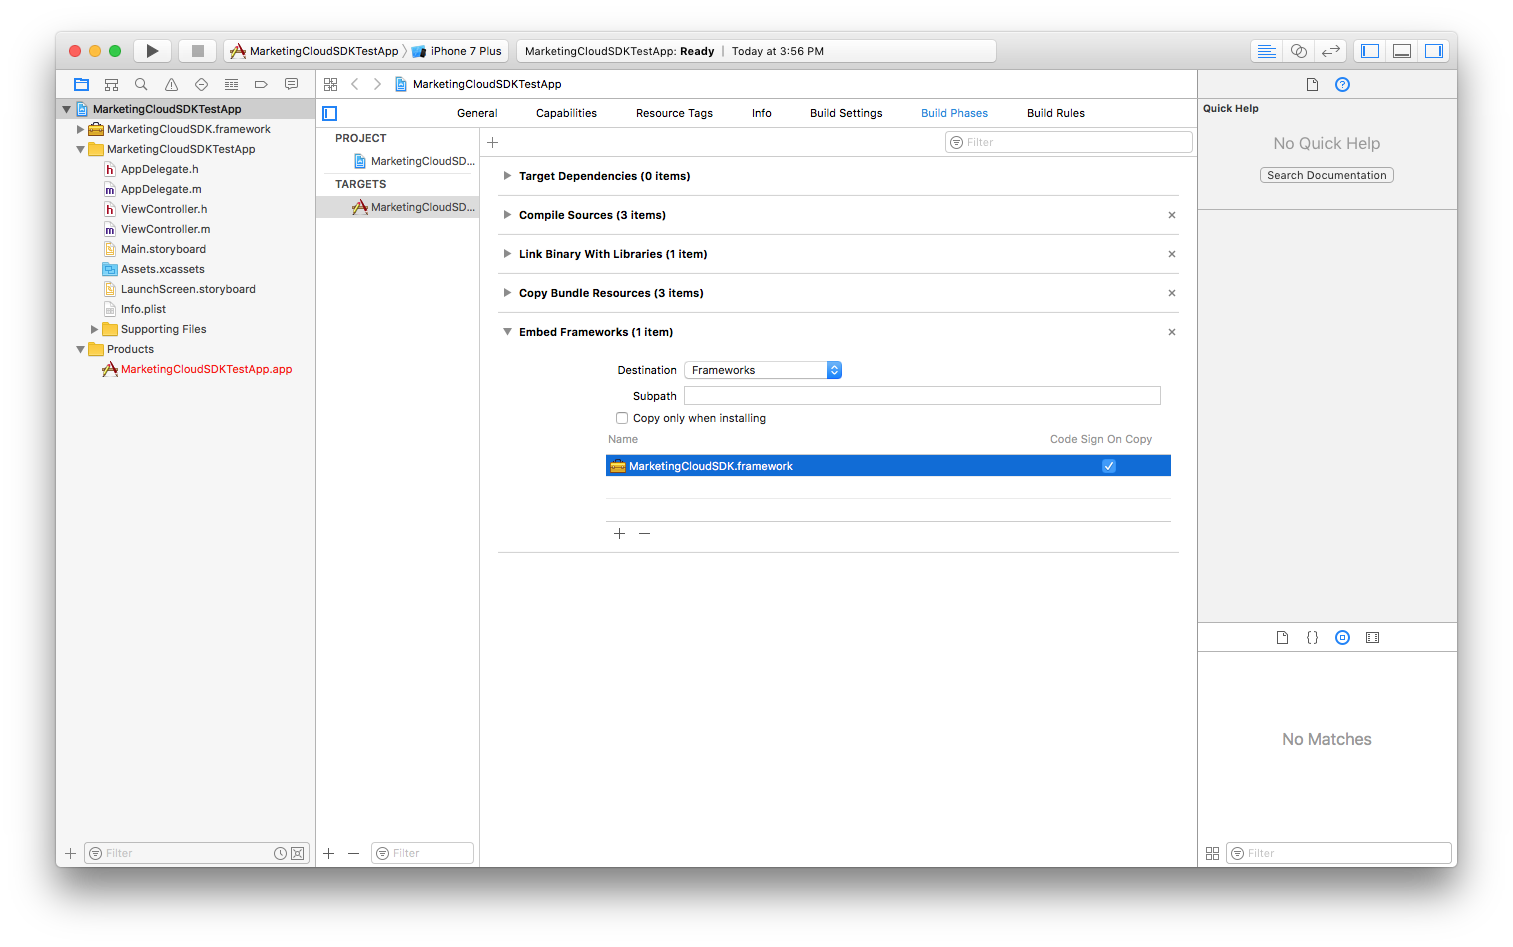 MarketingCloudSDKTestApp
iPhone 7 Plus
MarketingCloudSDKTestApp: Ready | Today at 3:56 PM
MarketingCloudSDKTestApp
MarketingCloudSDKTestApp
MarketingCloudSDK.framework
MarketingCloudSDKTestApp
h AppDelegate.h
m AppDelegate.m
h ViewController.h
m ViewController.m
Main.storyboard
Assets.xcassets
LaunchScreen.storyboard
Info.plist
Supporting Files
Products
MarketingCloudSDKTestApp.app
Filter
General Capabilities Resource Tags Info Build Settings Build Phases Build Rules
PROJECT
MarketingCloudSD...
TARGETS
MarketingCloudSD...
Filter
Filter
Target Dependencies (0 items)
Compile Sources (3 items)
Link Binary With Libraries (1 item)
Copy Bundle Resources (3 items)
Embed Frameworks (1 item)
Destination Frameworks
Subpath
Copy only when installing
Name Code Sign On Copy
MarketingCloudSDK.framework
Quick Help
No Quick Help
Search Documentation
{}
No Matches
Filter